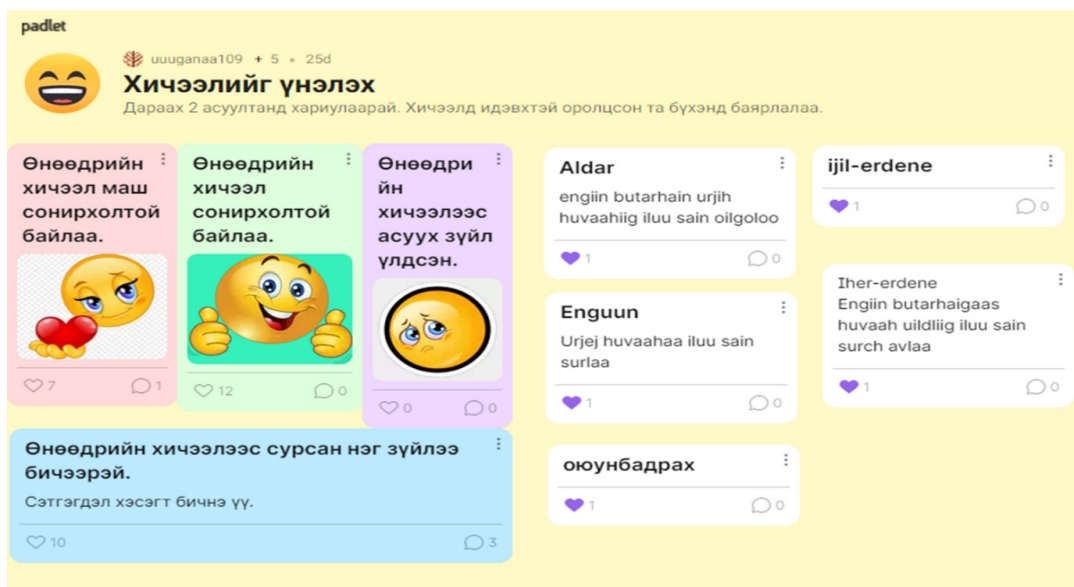 padlet
uuuganaa109 + 5 • 25d
Хичээлийг үнэлэх
Дараах 2 асуултанд хариулаарай. Хичээлд идэвхтэй оролцсон та бүхэнд баярлалаа.
Өнөөдрийн
хичээл маш
сонирхолтой
байлаа.
7 1
Өнөөдрийн
хичээл
сонирхолтой
байлаа.
12 0
Өнөөдри
йн
хичээлээс
асуух зүйл
үлдсэн.
0 0
Өнөөдрийн хичээлээс сурсан нэг зүйлээ
бичээрэй.
Сэтгэгдэл хэсэгт бичнэ үү.
10 3
Aldar
engiin butarhain urjih
huvaahiig iluu sain oilgoloo
1 0
Enguun
Urjej huvaahaa iluu sain
surlaa
1 0
оюунбадрах
1 0
ijil-erdene
1 0
Iher-erdene
Engiin butarhaigaas
huvaah uildliig iluu sain
surch avlaa
1 0